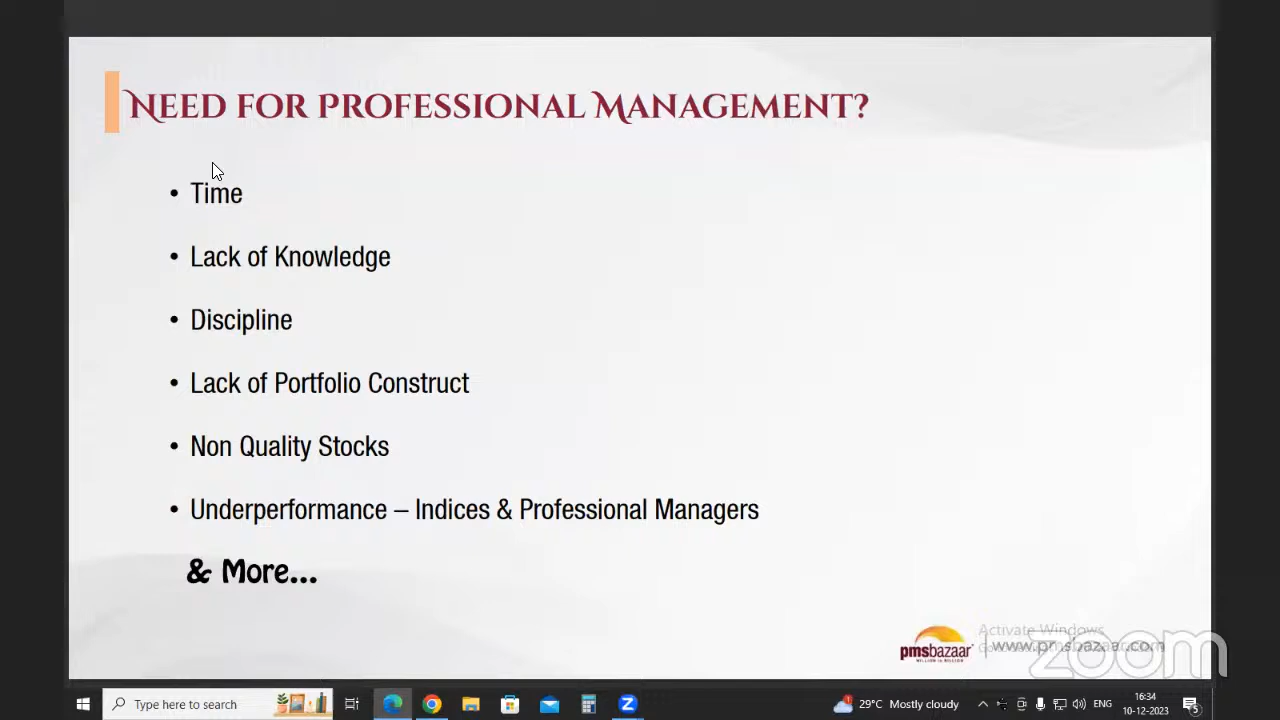 Need for Professional Management?
• Time
• Lack of Knowledge
• Discipline
• Lack of Portfolio Construct
• Non Quality Stocks
• Underperformance – Indices & Professional Managers
& More...
Activate Windows
pmsbazaar
www.pmsbazaar.com
zoom
Type here to search
29°C Mostly cloudy
ENG
16:34
10-12-2023